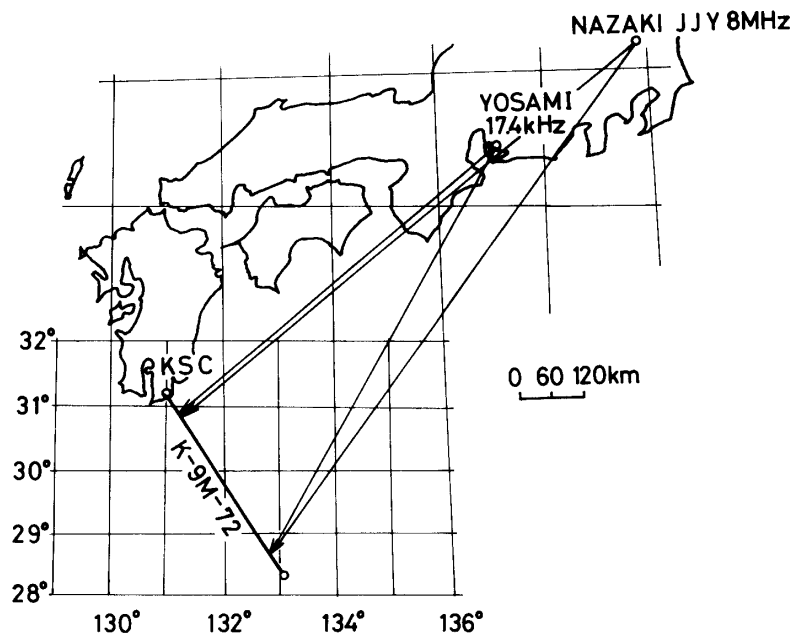 NAZAKI JJY 8MHz
YOSAMI
17.4kHz
32°
KSC
0 60 120km
31°
K-9M-72
30°
29°
28°
130° 132° 134° 136°